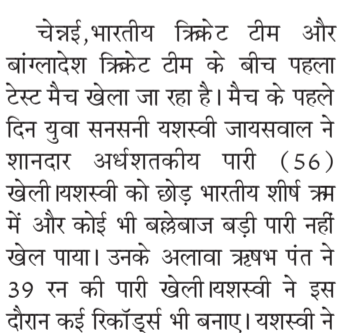 चेन्नई,भारतीय क्रिकेट टीम और
बांग्लादेश क्रिकेट टीम के बीच पहला
टेस्ट मैच खेला जा रहा है। मैच के पहले
दिन युवा सनसनी यशस्वी जायसवाल ने
शानदार अर्धशतकीय पारी (56)
खेली।यशस्वी को छोड़ भारतीय शीर्ष क्रम
में और कोई भी बल्लेबाज बड़ी पारी नहीं
खेल पाया। उनके अलावा ऋषभ पंत ने
39 रन की पारी खेली।यशस्वी ने इस
दौरान कई रिकॉर्ड्स भी बनाए। यशस्वी ने